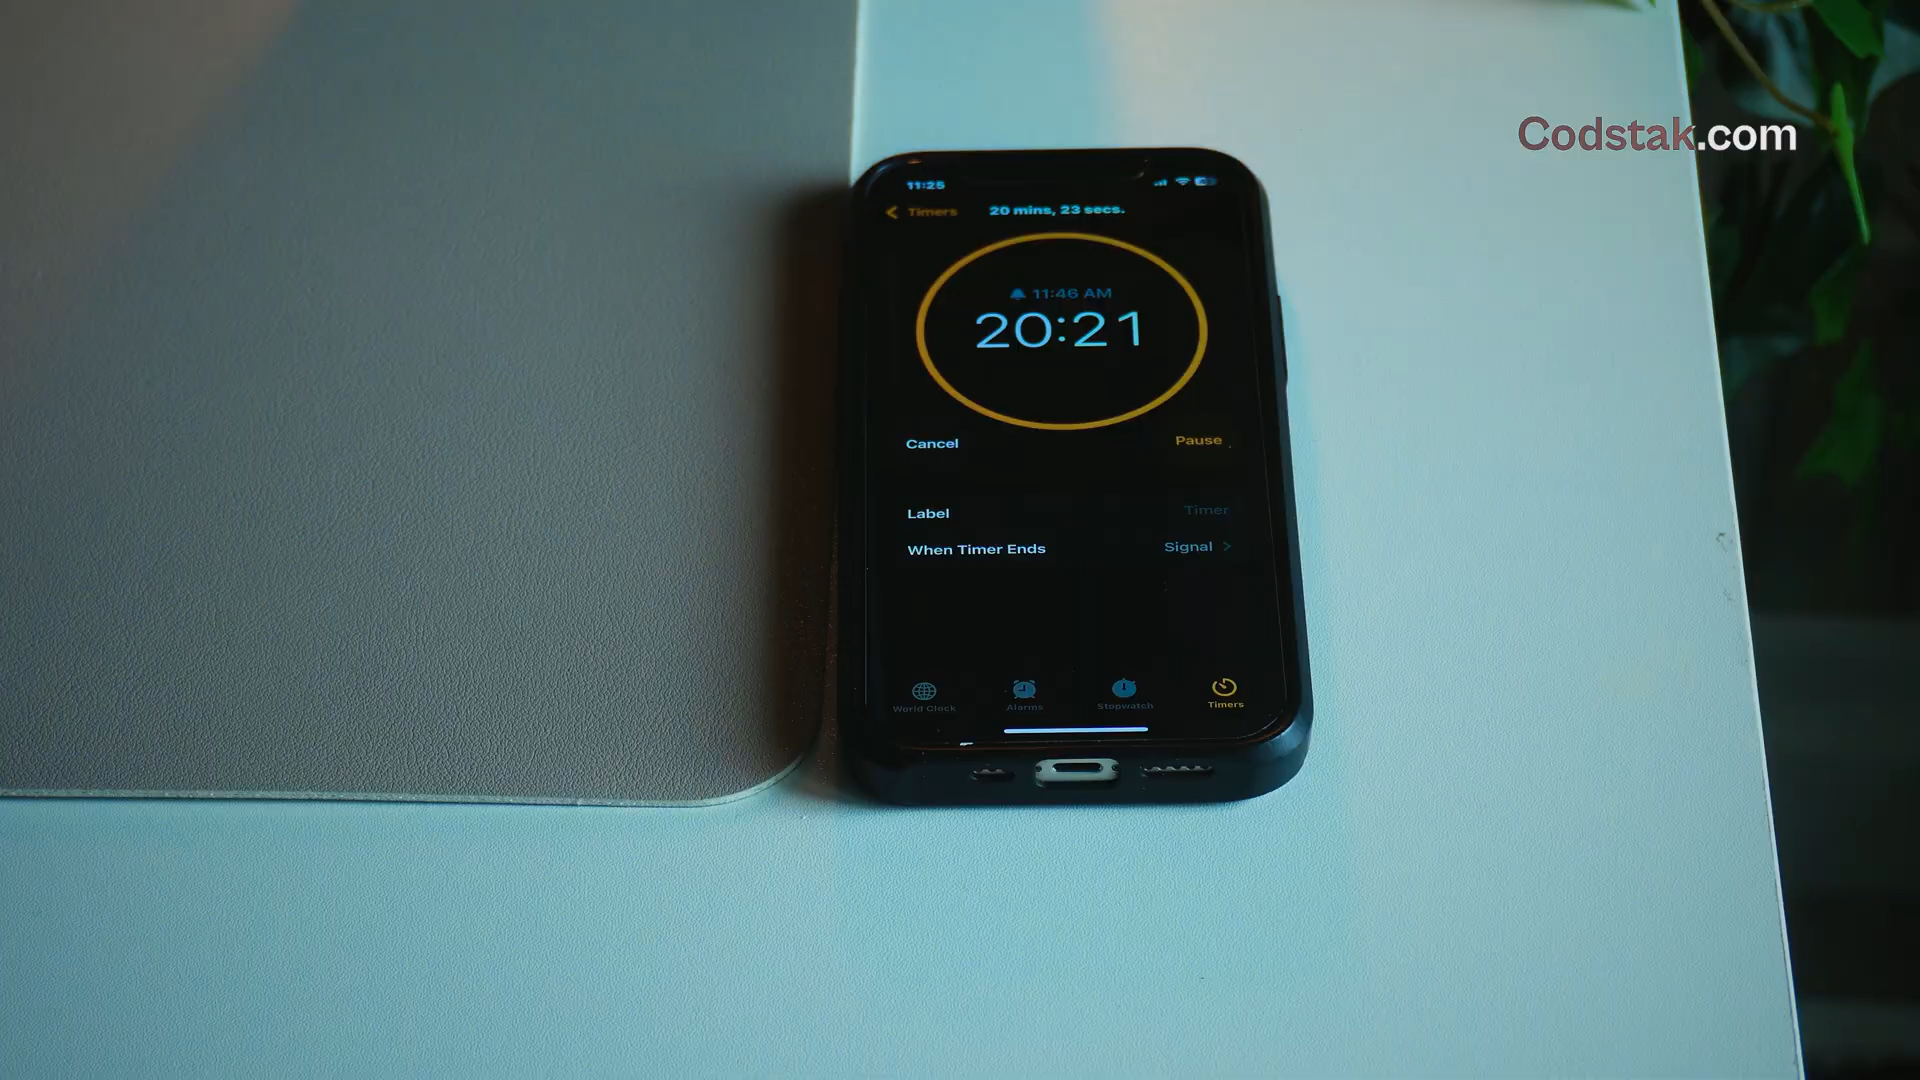 Codstak.com
11:25
Timers
20 mins, 23 secs.
11:46 AM
20:21
Cancel
Pause
Label
Timer
When Timer Ends
Signal
World Clock
Alarms
Stopwatch
Timers